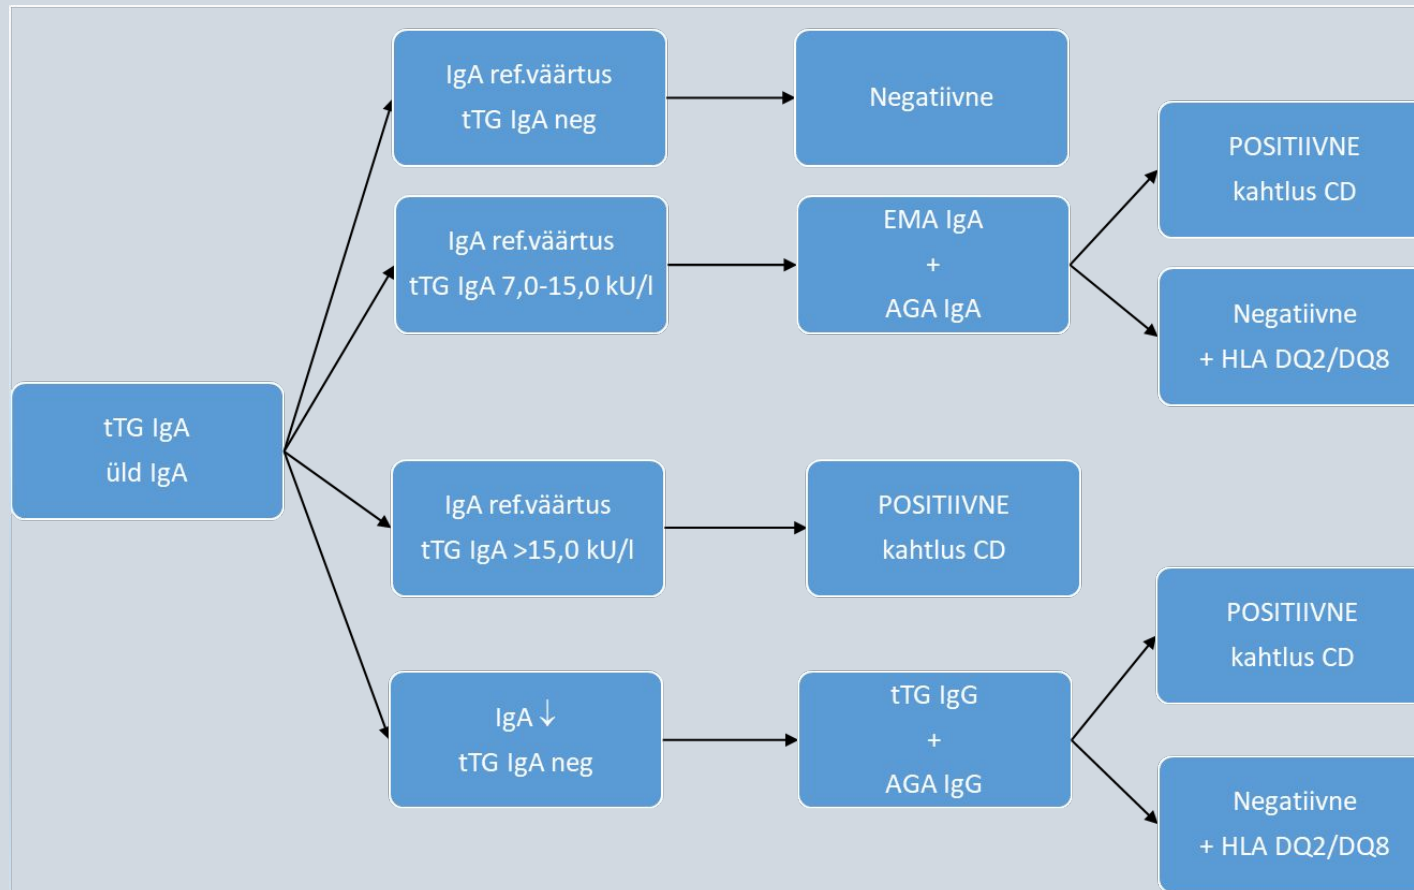 tTG IgA
üld IgA
IgA ref.väärtus
tTG IgA neg
Negatiivne
IgA ref.väärtus
tTG IgA 7,0-15,0 kU/l
EMA IgA
+
AGA IgA
POSITIIVNE
kahtlus CD
Negatiivne
+ HLA DQ2/DQ8
IgA ref.väärtus
tTG IgA >15,0 kU/l
POSITIIVNE
kahtlus CD
IgA ↓
tTG IgA neg
tTG IgG
+
AGA IgG
POSITIIVNE
kahtlus CD
Negatiivne
+ HLA DQ2/DQ8